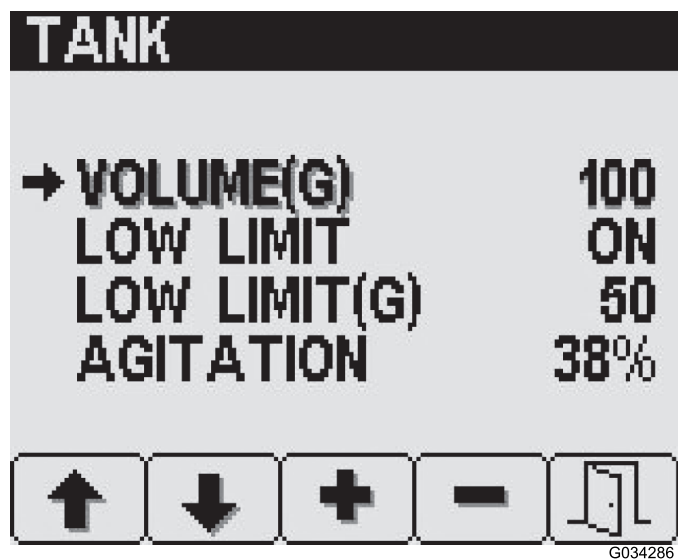 TANK
VOLUME(G) 100
LOW LIMIT ON
LOW LIMIT(G) 50
AGITATION 38%
G034286